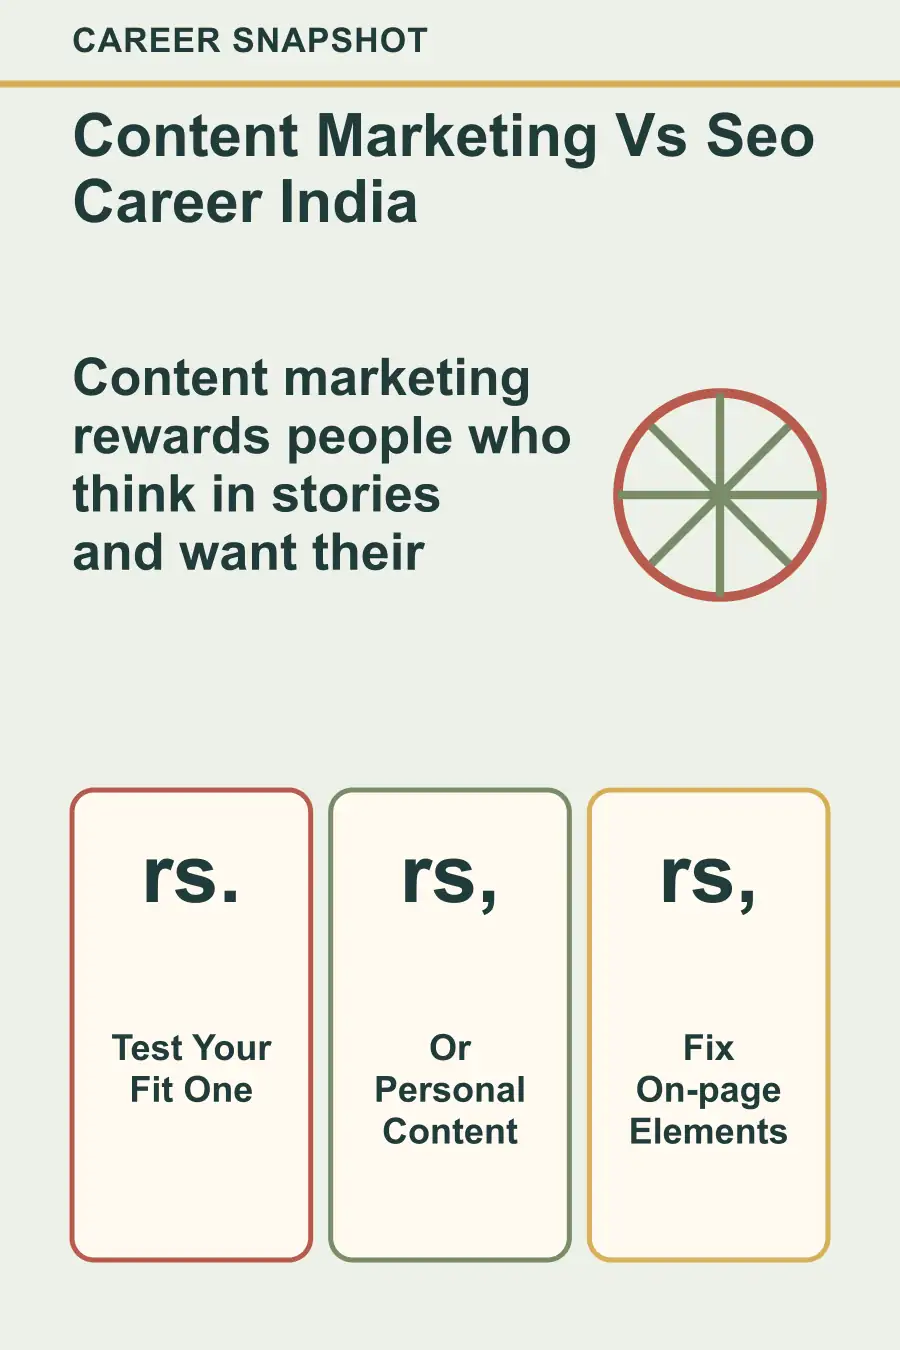 CAREER SNAPSHOT
Content Marketing Vs Seo
Career India
Content marketing
rewards people who
think in stories
and want their
rs.
Test Your
Fit One
rs,
Or
Personal
Content
rs,
Fix
On-page
Elements